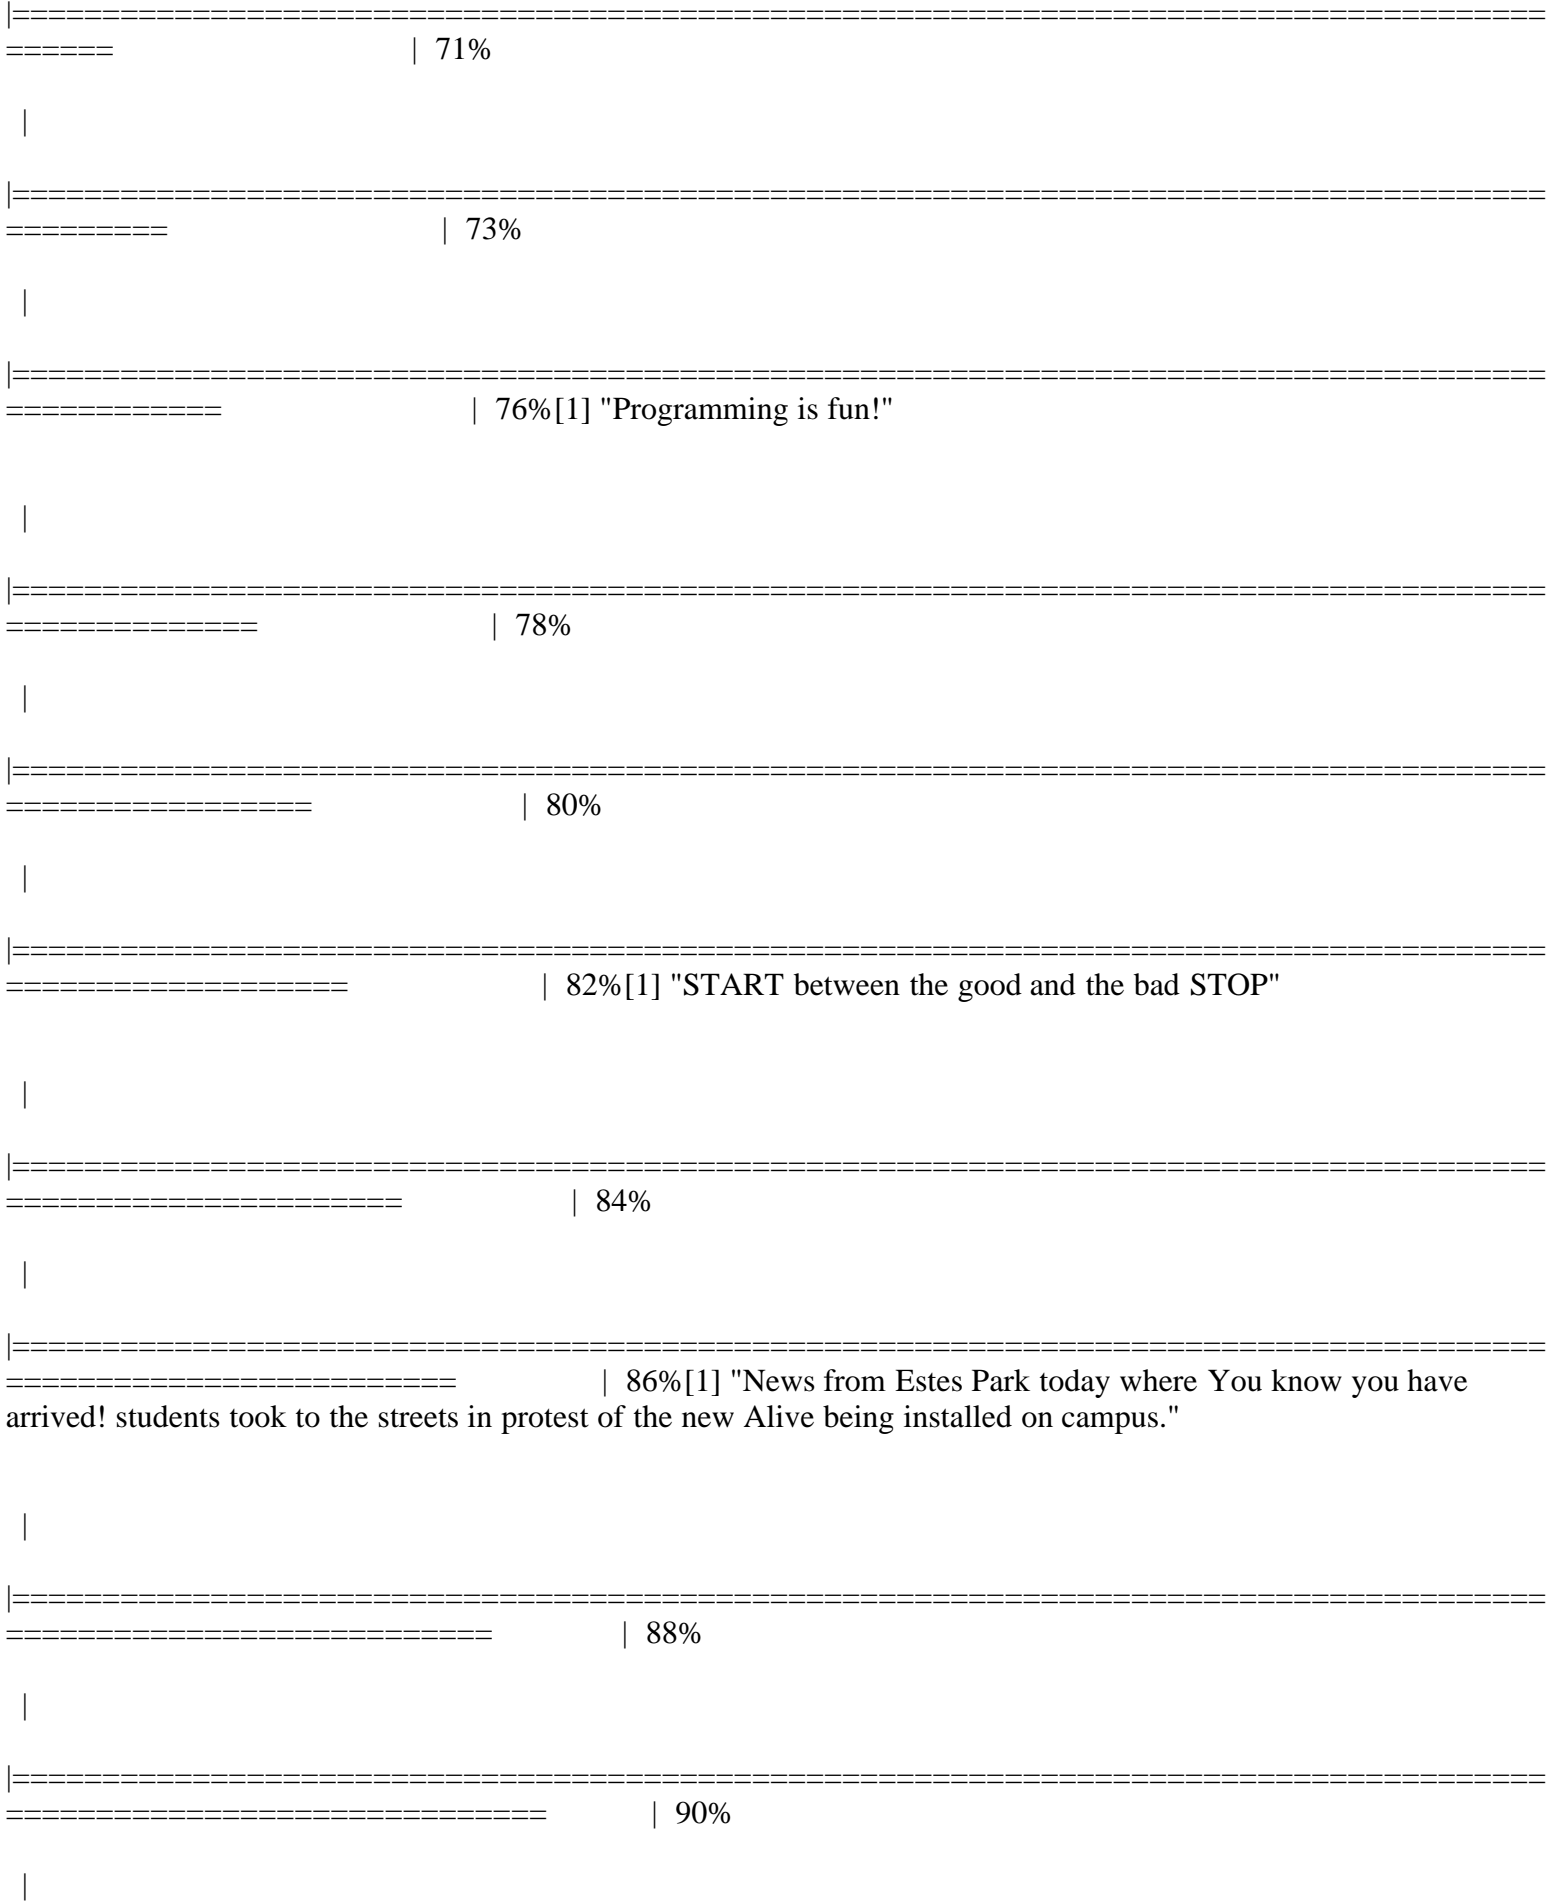 |=====================================================================================
====== | 71%
|
|=====================================================================================
========= | 73%
|
|=====================================================================================
============ | 76%[1] "Programming is fun!"
|
|=====================================================================================
============== | 78%
|
|=====================================================================================
================= | 80%
|
|=====================================================================================
=================== | 82%[1] "START between the good and the bad STOP"
|
|=====================================================================================
====================== | 84%
|
|=====================================================================================
========================= | 86%[1] "News from Estes Park today where You know you have
arrived! students took to the streets in protest of the new Alive being installed on campus."
|
|=====================================================================================
=========================== | 88%
|
|=====================================================================================
============================== | 90%
|